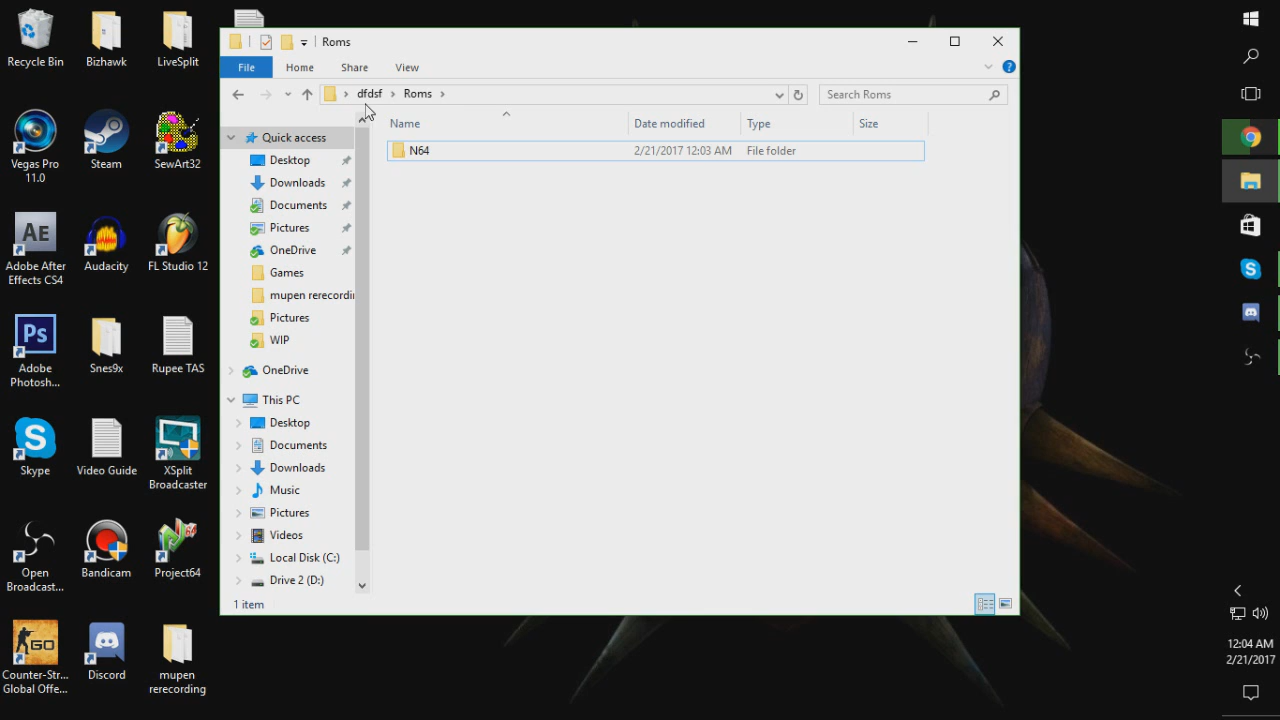 Recycle Bin
Bizhawk
LiveSplit
Vegas Pro
11.0
Steam
SewArt32
Adobe After
Effects CS4
Audacity
FL Studio 12
Adobe
Photosh...
Snes9x
Rupee TAS
Skype
Video Guide
XSplit
Broadcaster
Open
Broadcast...
Bandicam
Project64
Counter-Str...
Global Offe...
Discord
mupen
rerecording
Roms
File
Home
Share
View
dfdsf
Roms
Search Roms
Name
Date modified
Type
Size
N64
2/21/2017 12:03 AM
File folder
Quick access
Desktop
Downloads
Documents
Pictures
OneDrive
Games
mupen rerecordin
Pictures
WIP
OneDrive
This PC
Desktop
Documents
Downloads
Music
Pictures
Videos
Local Disk (C:)
Drive 2 (D:)
1 item
12:04 AM
2/21/2017